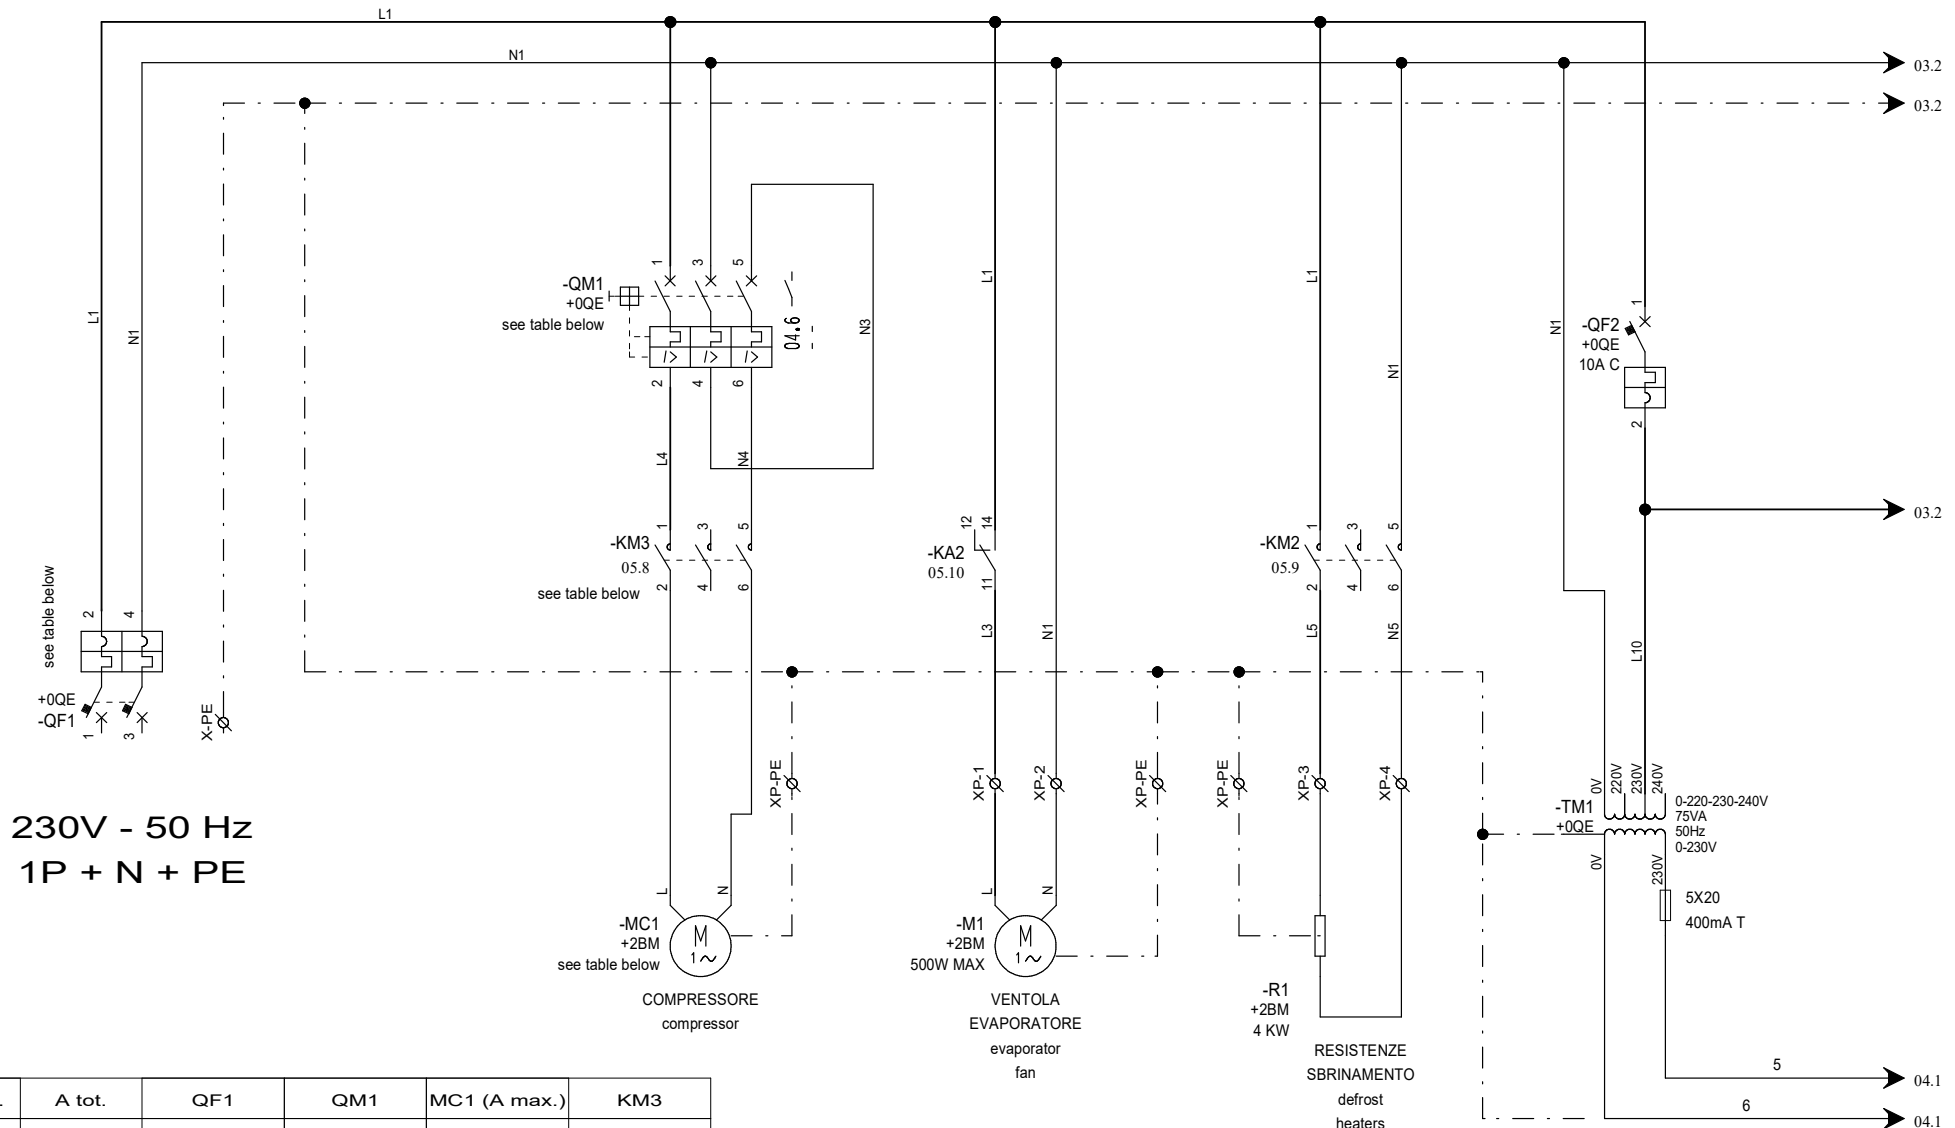 L1
N1
03.2
03.2
L1
N1
-QM1
+0QE
see table below
1
3
5
2
4
6
I>
I>
I>
04.6
N3
L1
L1
N1
N1
-QF2
+0QE
10A C
1
2
L4
N4
-KM3
05.8
see table below
1
3
5
2
4
6
-KA2
05.10
12
14
11
-KM2
05.9
1
3
5
2
4
6
03.2
see table below
2
4
+0QE
-QF1
1
3
X-PE
L3
N1
L5
N5
L10
XP-PE
XP-1
XP-2
XP-PE
XP-PE
XP-3
XP-4
0V
220V
230V
240V
-TM1
+0QE
0-220-230-240V
75VA
50Hz
0-230V
0V
230V
5X20
400mA T
230V - 50 Hz
1P + N + PE
L
N
-MC1
+2BM
see table below
M
1~
COMPRESSORE
compressor
L
N
-M1
+2BM
500W MAX
M
1~
VENTOLA
EVAPORATORE
evaporator
fan
-R1
+2BM
4 KW
RESISTENZE
SBRINAMENTO
defrost
heaters
5
04.1
6
04.1
A tot.
QF1
QM1
MC1 (A max.)
KM3